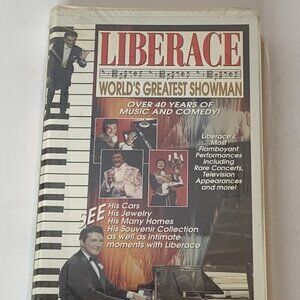 LIBERACE
WORLD'S GREATEST SHOWMAN
OVER 40 YEARS OF
MUSIC AND COMEDY!
Liberace's
Most
Flamboyant
Performances
including
Rare Concerts,
Television
Appearances
and more!
SEE His Cars
His Jewelry
His Many Homes
His Souvenir Collection
as well as intimate
moments with Liberace